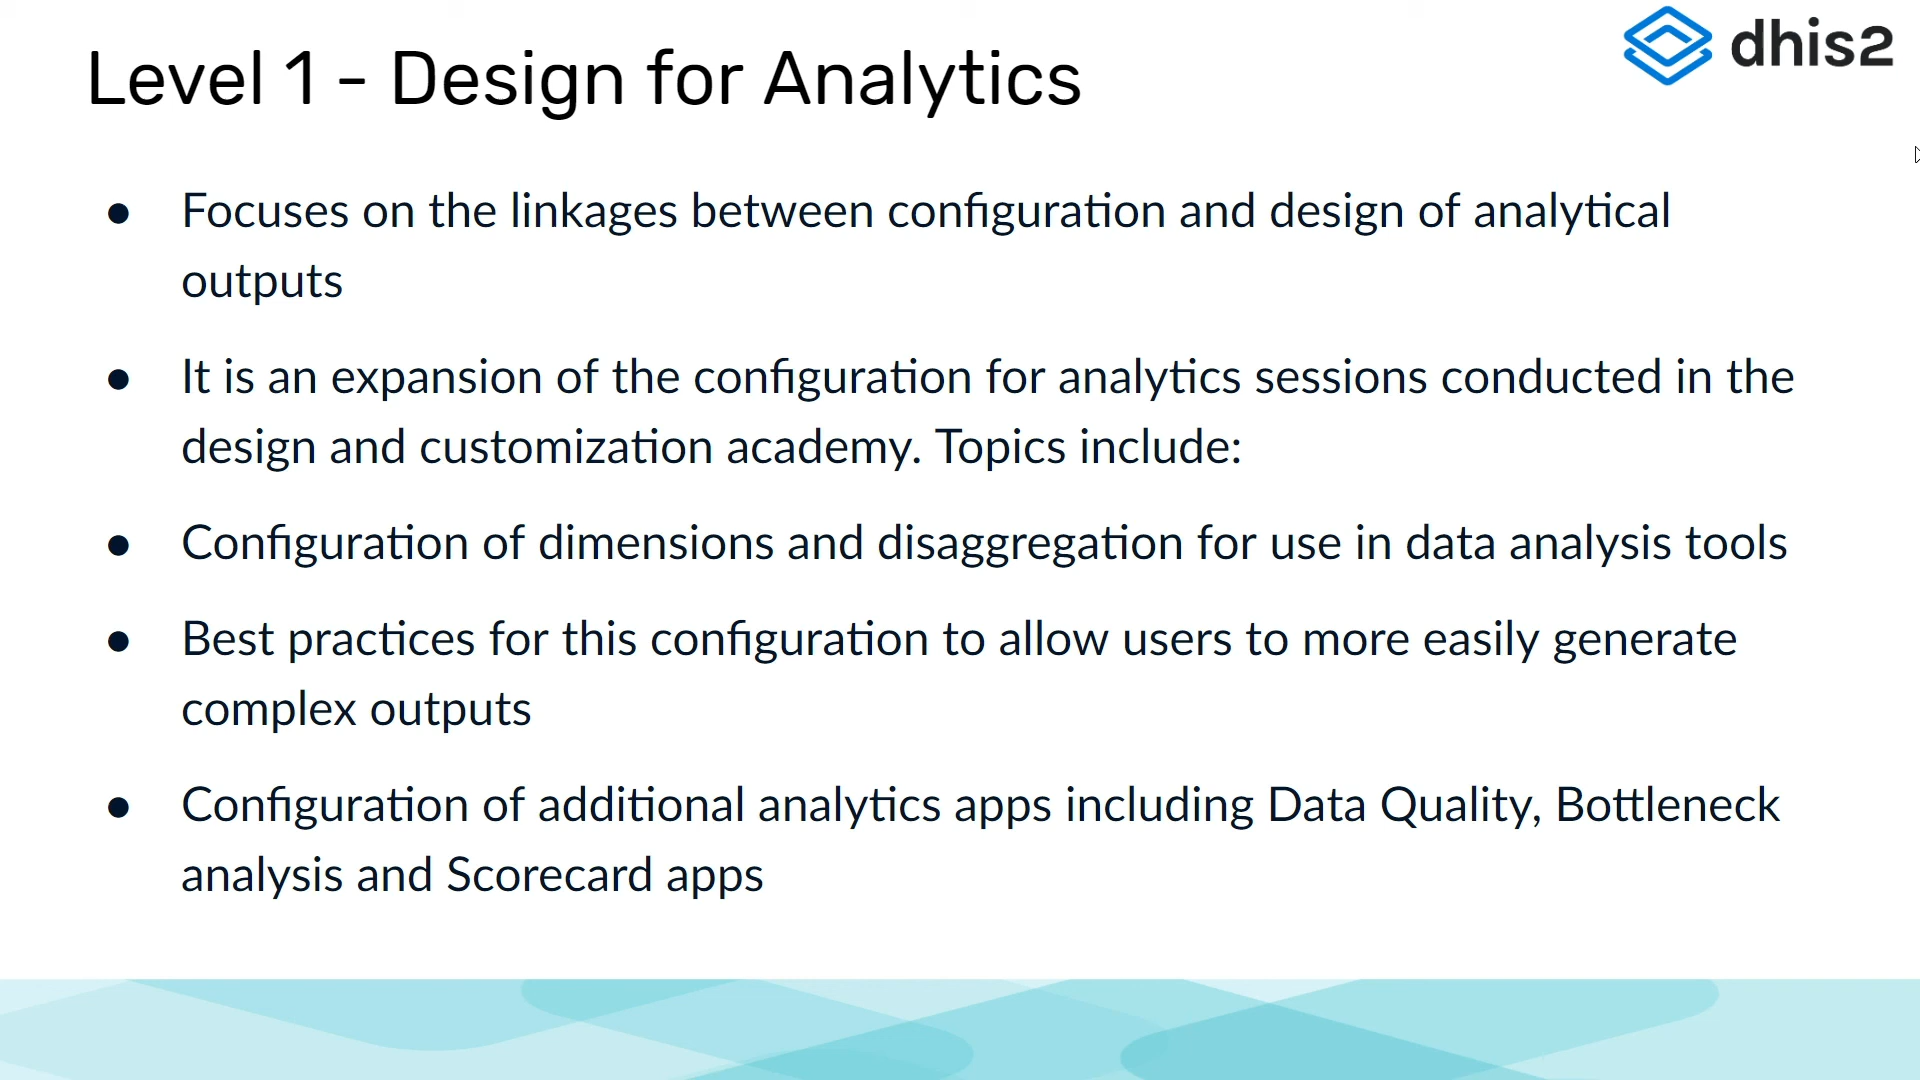 dhis2
Level 1 - Design for Analytics
● Focuses on the linkages between configuration and design of analytical
outputs
● It is an expansion of the configuration for analytics sessions conducted in the
design and customization academy. Topics include:
● Configuration of dimensions and disaggregation for use in data analysis tools
● Best practices for this configuration to allow users to more easily generate
complex outputs
● Configuration of additional analytics apps including Data Quality, Bottleneck
analysis and Scorecard apps